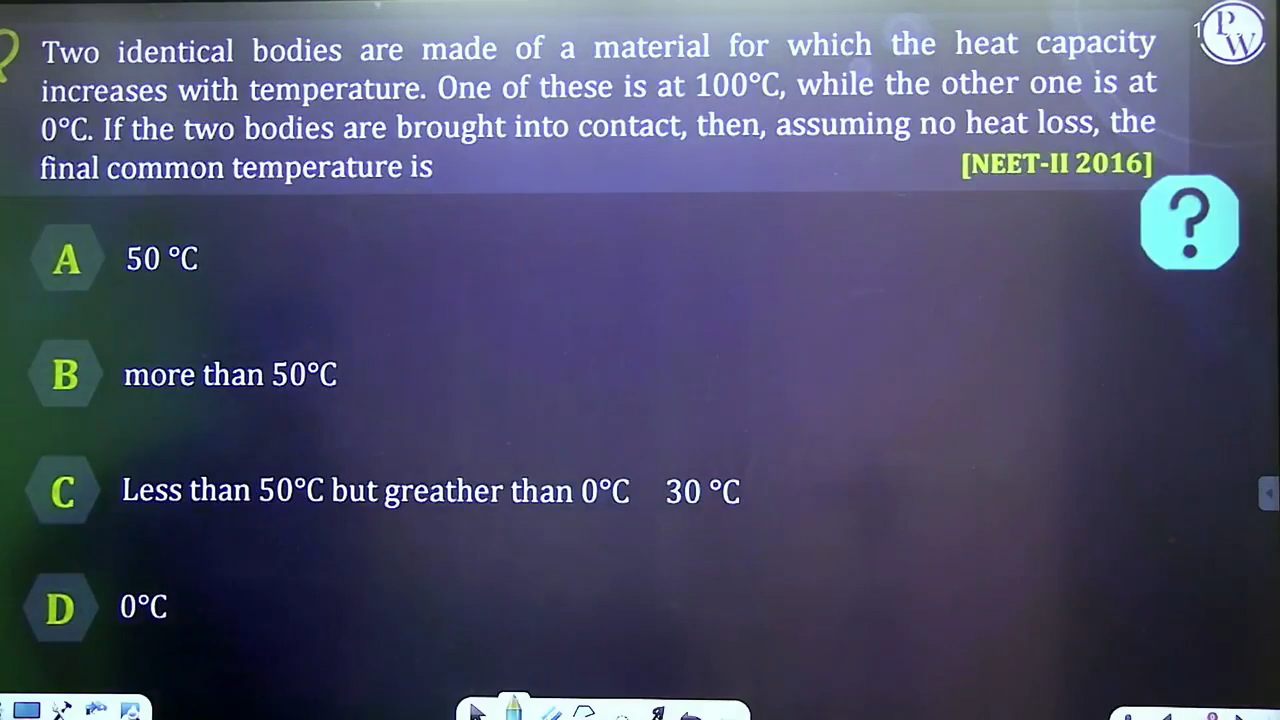 Two identical bodies are made of a material for which the heat capacity
increases with temperature. One of these is at 100°C, while the other one is at
0°C. If the two bodies are brought into contact, then, assuming no heat loss, the
final common temperature is [NEET-II 2016]
PW
?
A 50 °C
B more than 50°C
C Less than 50°C but greather than 0°C 30 °C
D 0°C